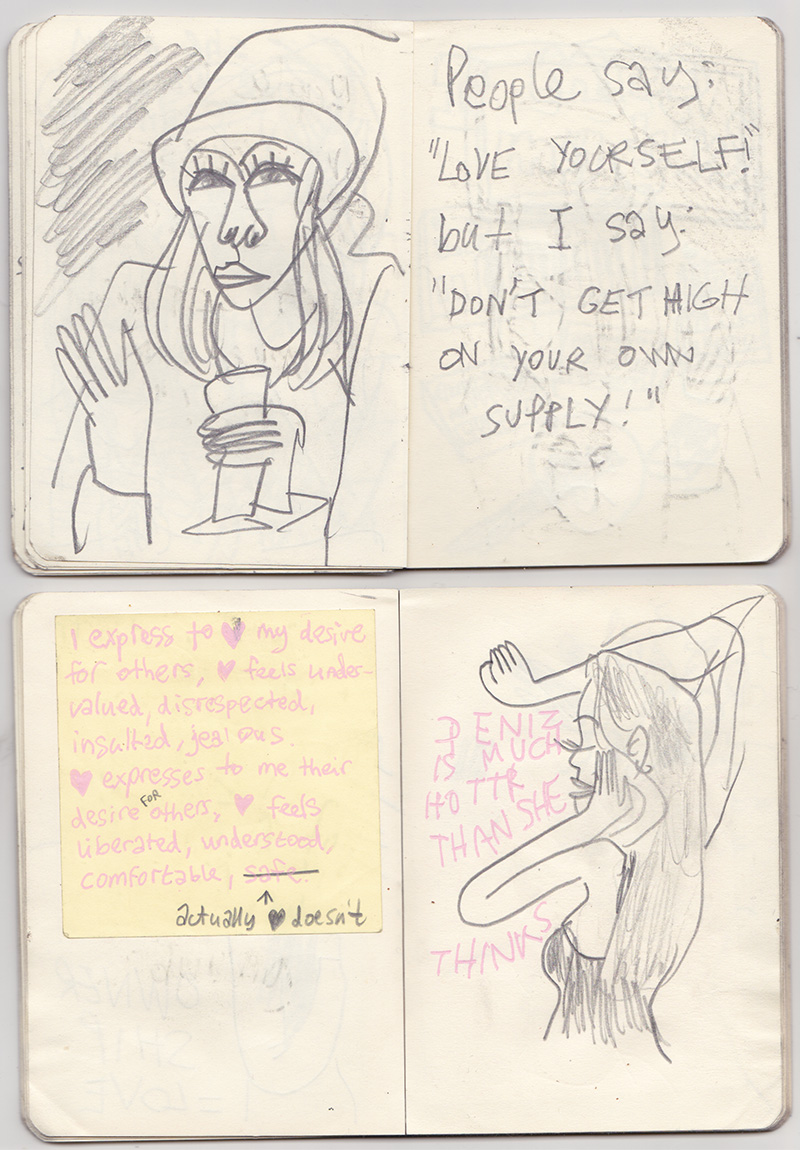 People say:
"LOVE YOURSELF!"
but I say:
"DON'T GET HIGH
ON YOUR OWN
SUPPLY!"
I express to ♥ my desire
for others, ♥ feels under-
valued, disrespected,
insulted, jealous.
♥ expresses to me their
desire FOR others, ♥ feels
liberated, understood,
comfortable, safe.
actually ♥ doesn't
DENIZ
IS MUCH
HOTTR
THAN SHE
THINKS